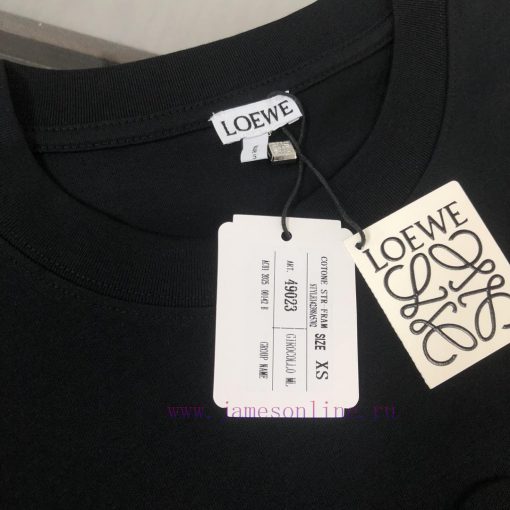 LOEWE
LOEWE
COTONE STR FRAM
SIZE XS
ART. 49023
GIROCOLLO ML
GROUP NAME
www.jamesonline.ru